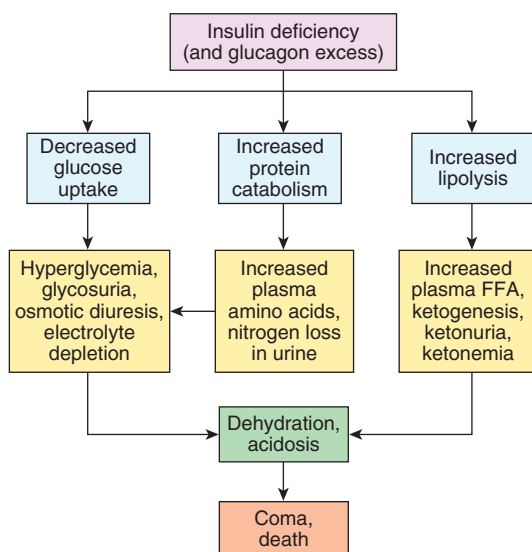 Insulin deficiency
(and glucagon excess)
Decreased
glucose
uptake
Increased
protein
catabolism
Increased
lipolysis
Hyperglycemia,
glycosuria,
osmotic diuresis,
electrolyte
depletion
Increased
plasma
amino acids,
nitrogen loss
in urine
Increased
plasma FFA,
ketogenesis,
ketonuria,
ketonemia
Dehydration,
acidosis
Coma,
death